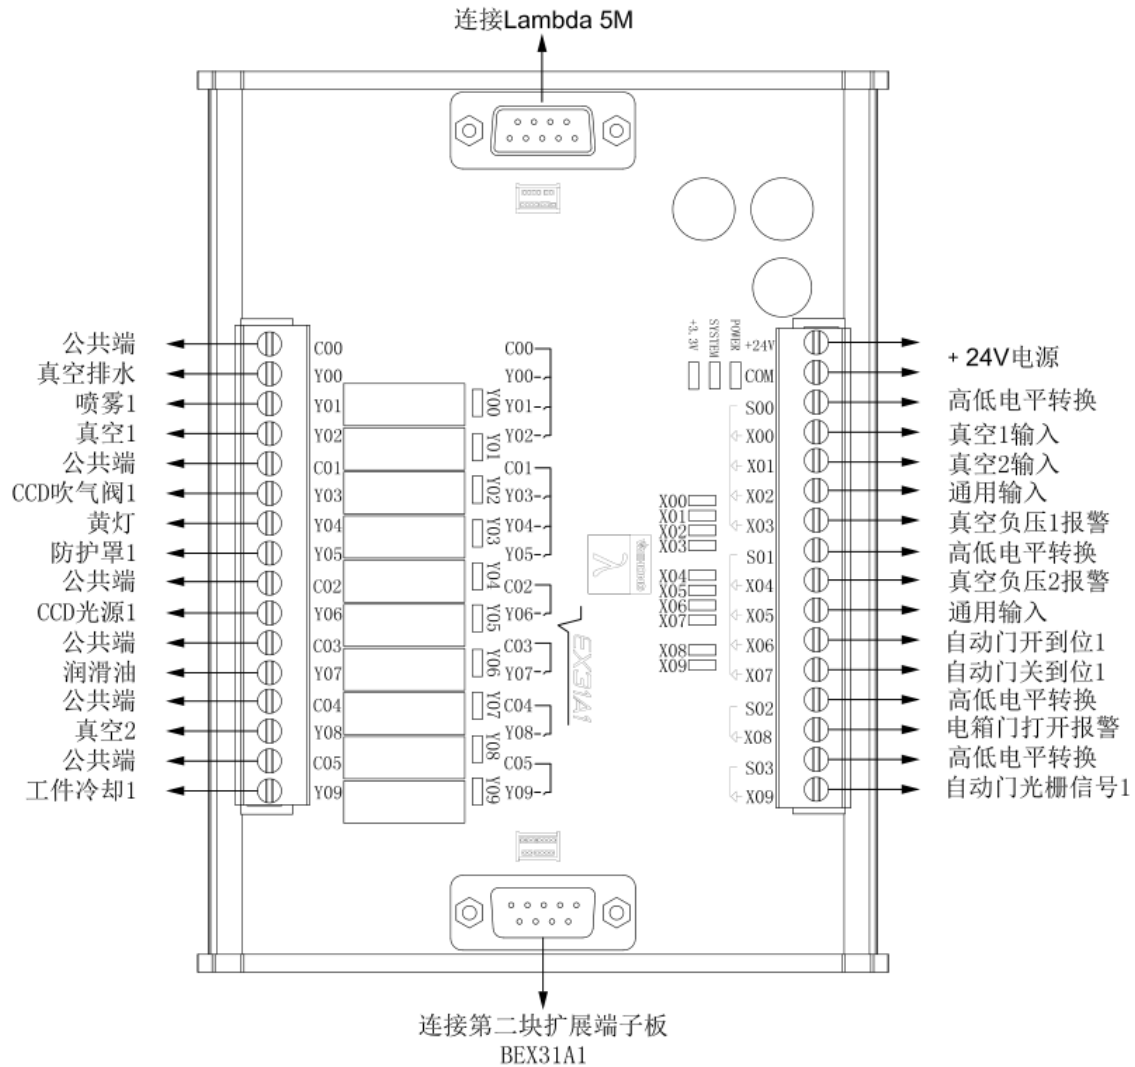 连接Lambda 5M
公共端
真空排水
喷雾1
真空1
公共端
CCD吹气阀1
黄灯
防护罩1
公共端
CCD光源1
公共端
润滑油
公共端
真空2
公共端
工件冷却1
C00
Y00
Y01
Y02
C01
Y03
Y04
Y05
C02
Y06
C03
Y07
C04
Y08
C05
Y09
Y00
Y01
Y02
Y03
Y04
Y05
Y06
Y07
Y08
Y09
C00
Y00
Y01
Y02
C01
Y03
Y04
Y05
C02
Y06
C03
Y07
C04
Y08
C05
Y09
λ
EX31A1
+3.3V
SYSTEM
POWER
X00
X01
X02
X03
X04
X05
X06
X07
X08
X09
+24V
COM
S00
X00
X01
X02
X03
S01
X04
X05
X06
X07
S02
X08
S03
X09
+ 24V电源
高低电平转换
真空1输入
真空2输入
通用输入
真空负压1报警
高低电平转换
真空负压2报警
通用输入
自动门开到位1
自动门关到位1
高低电平转换
电箱门打开报警
高低电平转换
自动门光栅信号1
连接第二块扩展端子板
BEX31A1